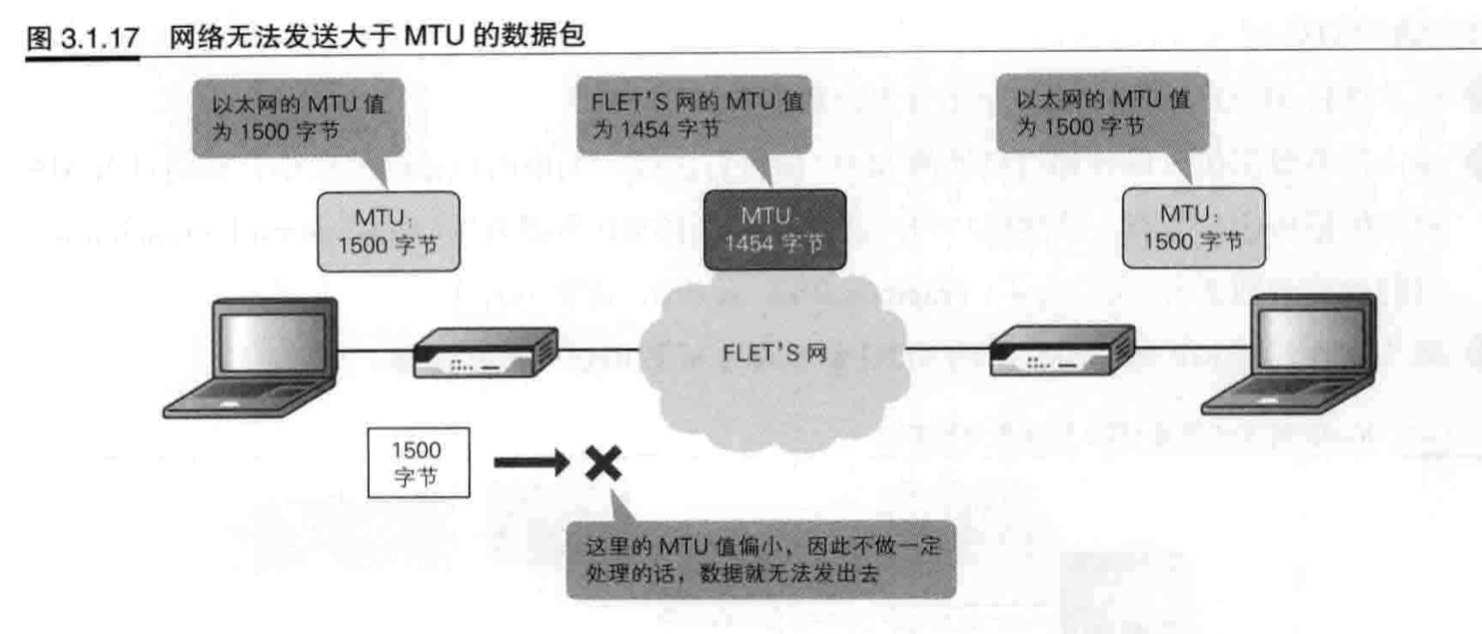 图 3.1.17 网络无法发送大于 MTU 的数据包
以太网的 MTU 值
为 1500 字节
FLET'S 网的 MTU 值
为 1454 字节
以太网的 MTU 值
为 1500 字节
MTU:
1500 字节
MTU:
1454 字节
MTU:
1500 字节
FLET'S 网
1500
字节
这里的 MTU 值偏小，因此不做一定
处理的话，数据就无法发出去